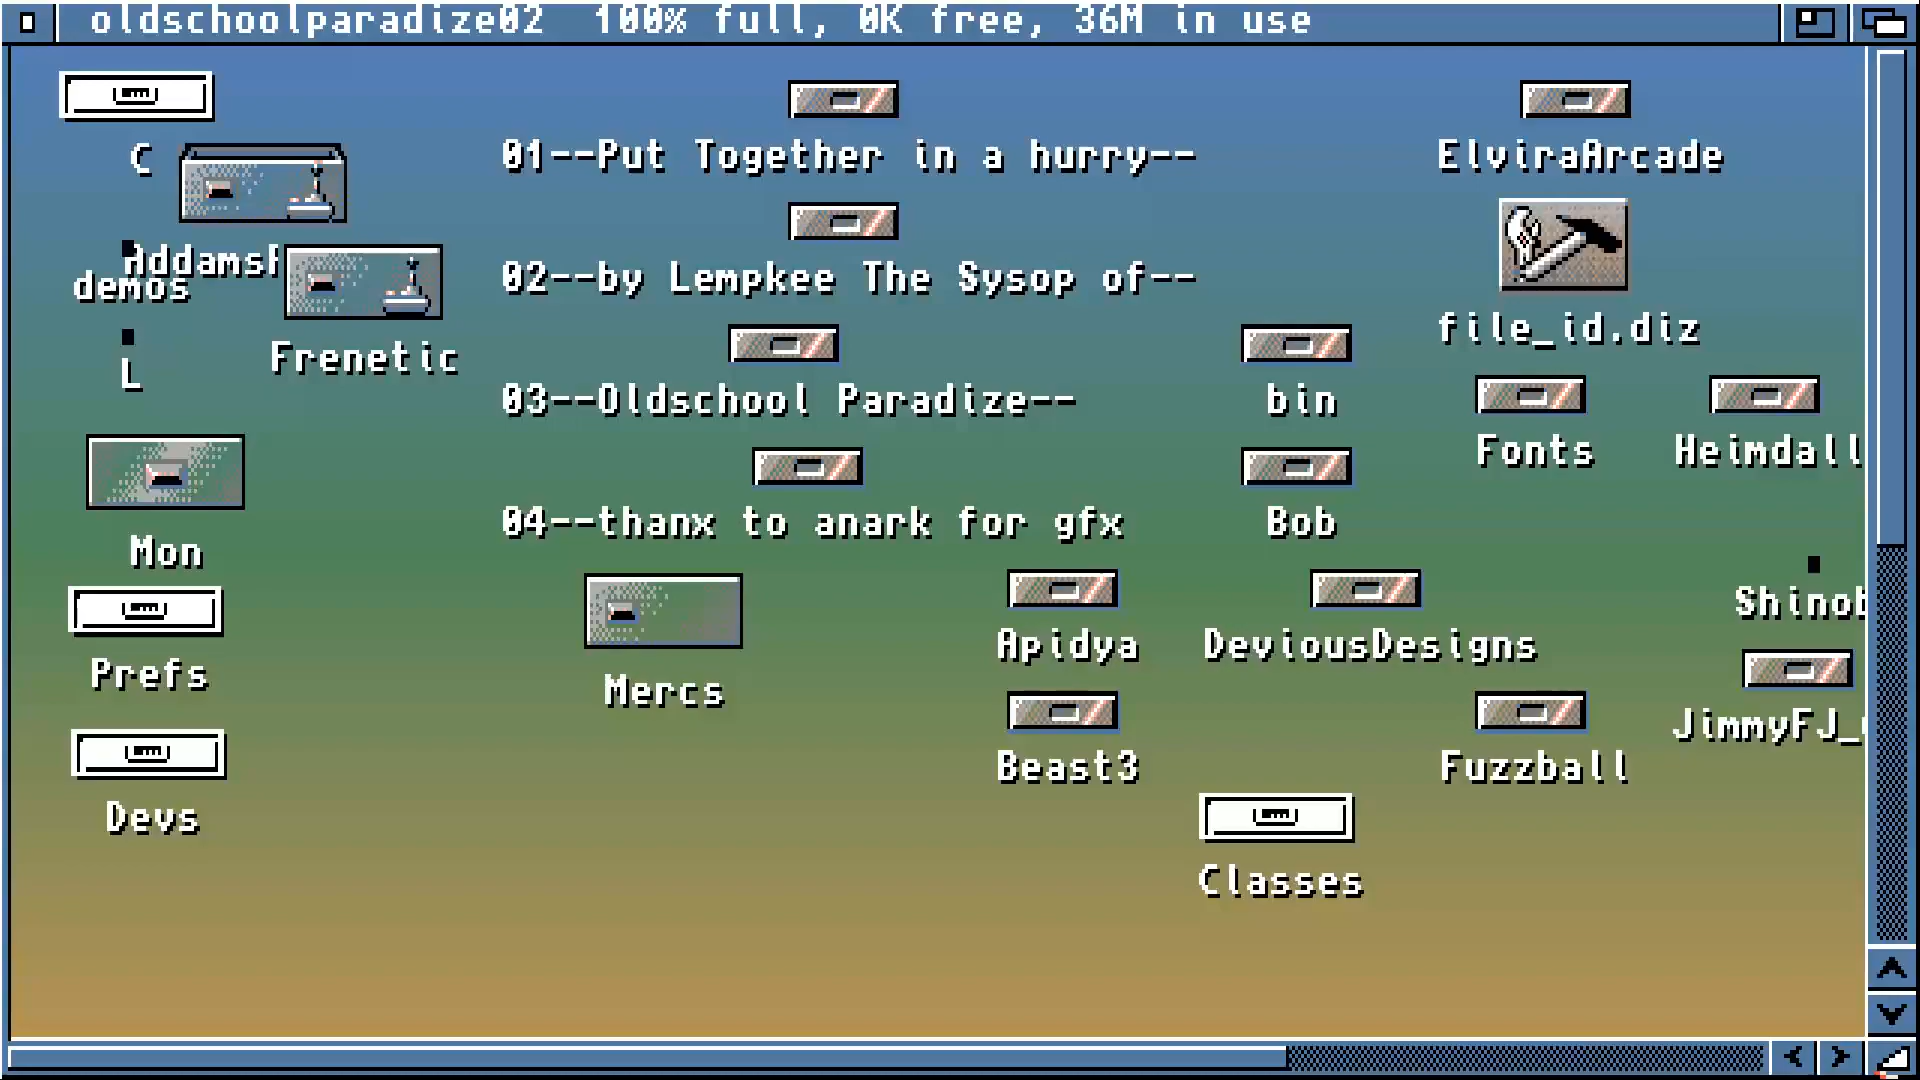 oldschoolparadize02  100% full, 0K free, 36M in use
C
01--Put Together in a hurry--
ElviraArcade
Addamsf
demos
02--by Lempkee The Sysop of--
file_id.diz
Frenetic
L
03--Oldschool Paradize--
bin
Fonts
Heimdall
Mon
04--thanx to anark for gfx
Bob
Shinob
Prefs
Mercs
Apidya
DeviousDesigns
JimmyFJ_
Beast3
Fuzzball
Devs
Classes